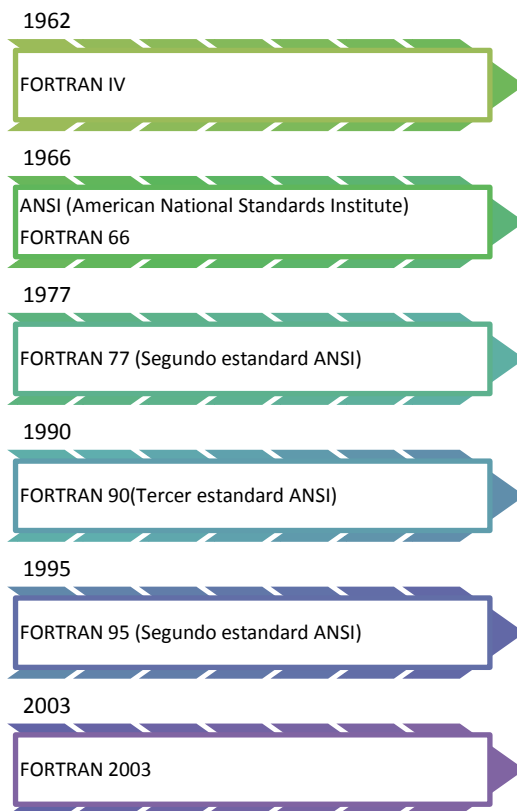 1962
FORTRAN IV
1966
ANSI (American National Standards Institute)
FORTRAN 66
1977
FORTRAN 77 (Segundo estandard ANSI)
1990
FORTRAN 90(Tercer estandard ANSI)
1995
FORTRAN 95 (Segundo estandard ANSI)
2003
FORTRAN 2003